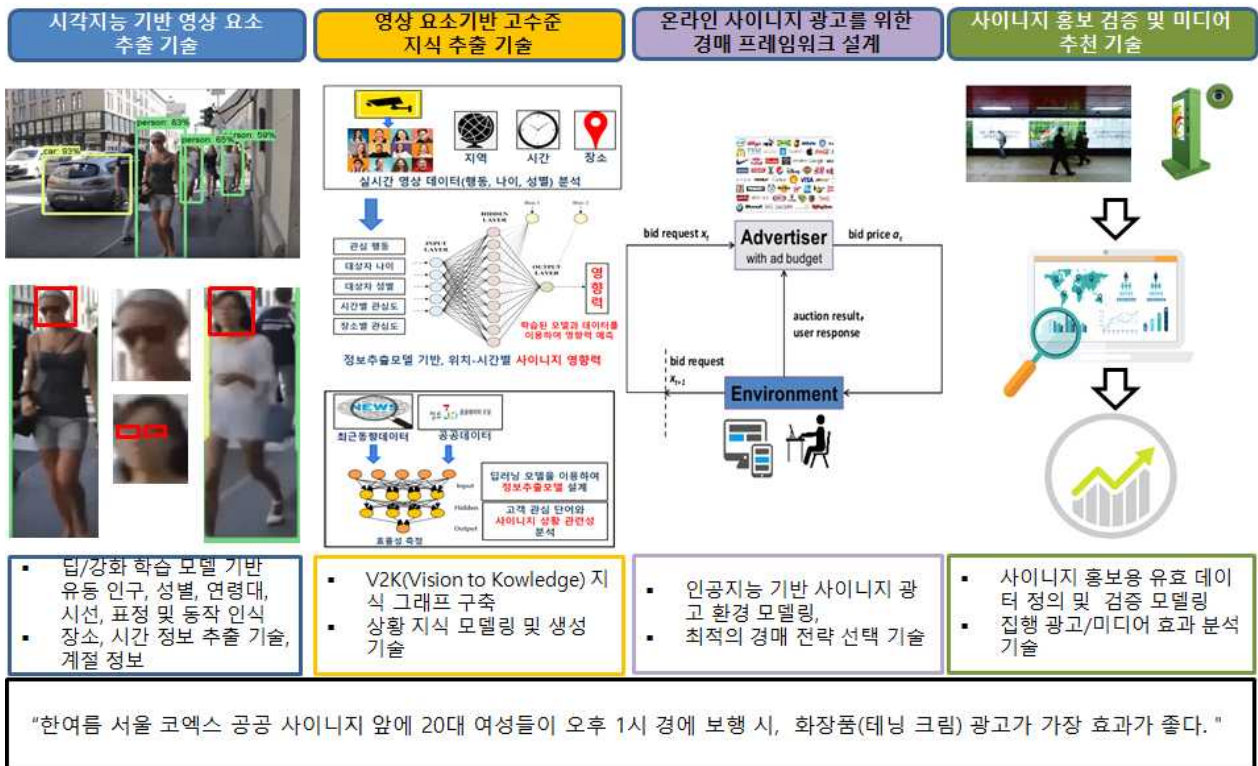 시각지능 기반 영상 요소
추출 기술
영상 요소기반 고수준
지식 추출 기술
온라인 사이니지 광고를 위한
경매 프레임워크 설계
사이니지 홍보 검증 및 미디어
추천 기술
person: 83%
person: 65%
car: 93%
지역
시간
장소
실시간 영상 데이터(행동, 나이, 성별) 분석
HIDDEN
LAYER
INPUT
LAYER
OUTPUT
LAYER
관심 행동
대상자 나이
대상자 성별
시간별 관심도
장소별 관심도
영
향
력
학습된 모델과 데이터를
이용하여 영향력 예측
정보추출모델 기반, 위치-시간별 사이니지 영향력
NEWS
최근동향데이터
공공데이터
Input
Hidden
Output
효율성 측정
딥러닝 모델을 이용하여
정보추출모델 설계
고객 관심 단어와
사이니지 상황 관련성
분석
bid request xt
Advertiser
with ad budget
bid price at
auction result,
user response
bid request
xt+1
Environment
▪ 딥/강화 학습 모델 기반
유동 인구, 성별, 연령대,
시선, 표정 및 동작 인식
▪ 장소, 시간 정보 추출 기술,
계절 정보
▪ V2K(Vision to Kowledge) 지
식 그래프 구축
▪ 상황 지식 모델링 및 생성
기술
▪ 인공지능 기반 사이니지 광
고 환경 모델링,
▪ 최적의 경매 전략 선택 기술
▪ 사이니지 홍보용 유효 데이
터 정의 및 검증 모델링
▪ 집행 광고/미디어 효과 분석
기술
"한여름 서울 코엑스 공공 사이니지 앞에 20대 여성들이 오후 1시 경에 보행 시, 화장품(테닝 크림) 광고가 가장 효과가 좋다. "